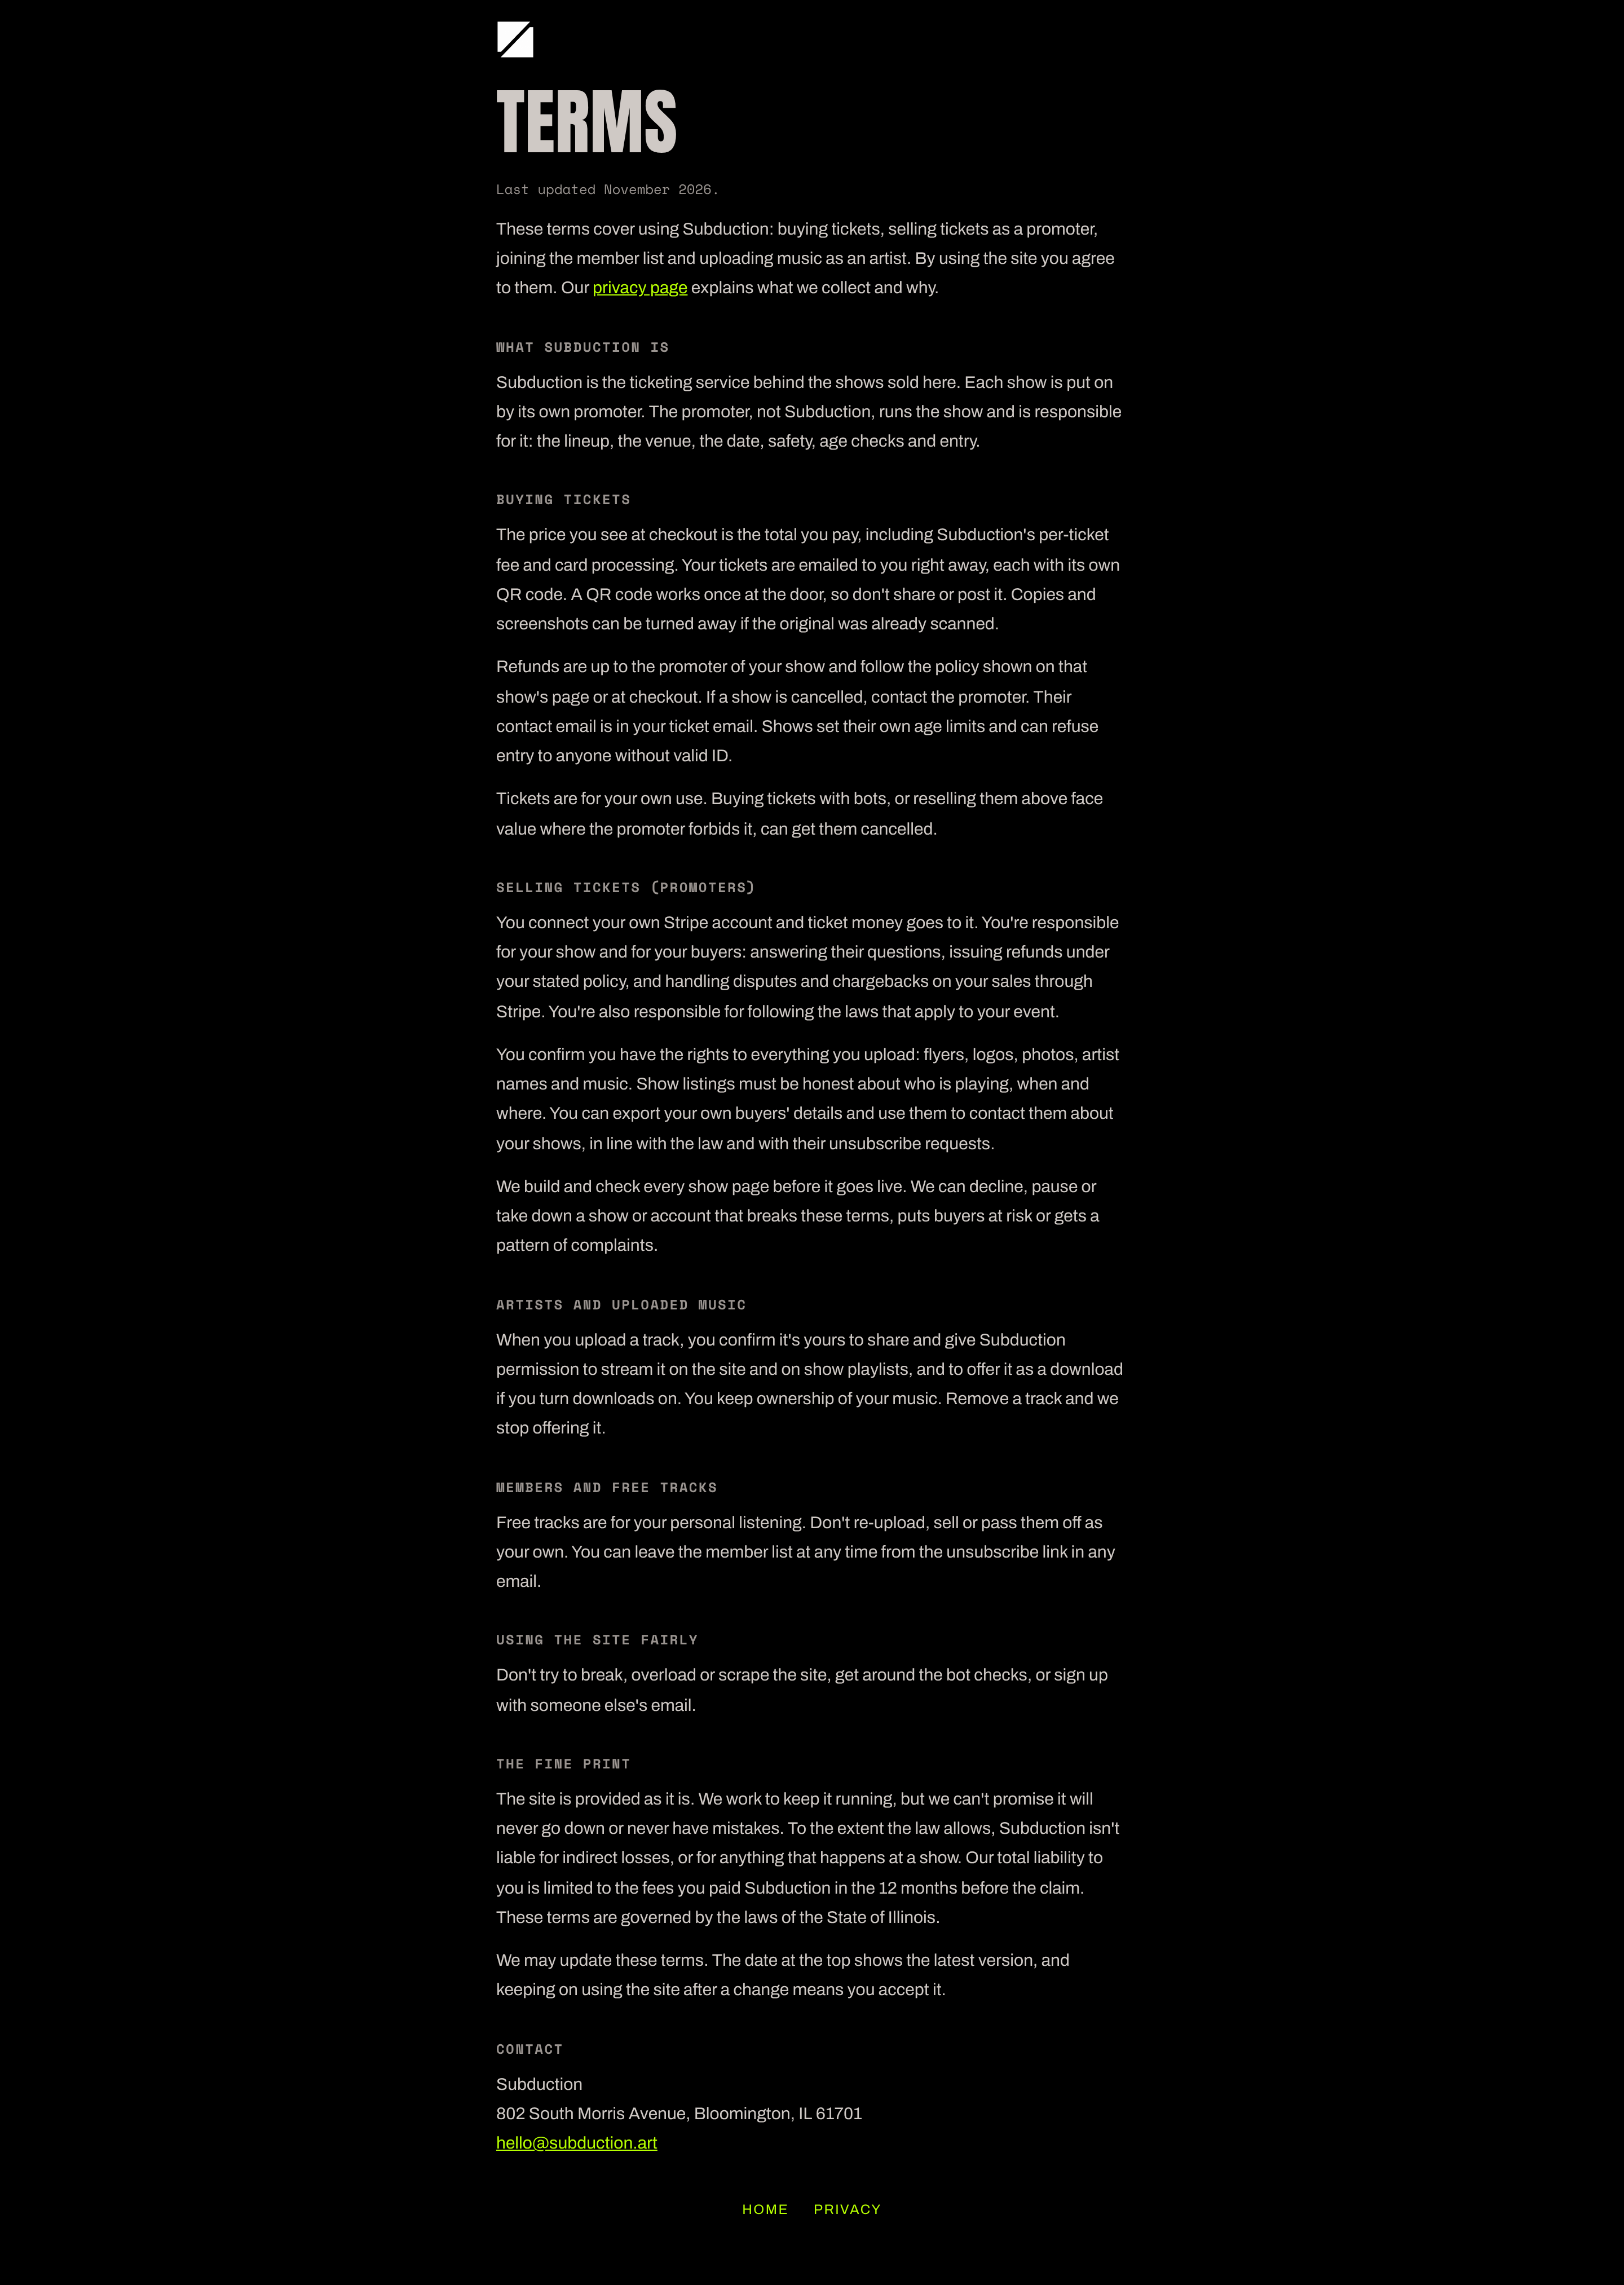 TERMS
Last updated November 2026.
These terms cover using Subduction: buying tickets, selling tickets as a promoter,
joining the member list and uploading music as an artist. By using the site you agree
to them. Our privacy page explains what we collect and why.
WHAT SUBDUCTION IS
Subduction is the ticketing service behind the shows sold here. Each show is put on
by its own promoter. The promoter, not Subduction, runs the show and is responsible
for it: the lineup, the venue, the date, safety, age checks and entry.
BUYING TICKETS
The price you see at checkout is the total you pay, including Subduction's per-ticket
fee and card processing. Your tickets are emailed to you right away, each with its own
QR code. A QR code works once at the door, so don't share or post it. Copies and
screenshots can be turned away if the original was already scanned.
Refunds are up to the promoter of your show and follow the policy shown on that
show's page or at checkout. If a show is cancelled, contact the promoter. Their
contact email is in your ticket email. Shows set their own age limits and can refuse
entry to anyone without valid ID.
Tickets are for your own use. Buying tickets with bots, or reselling them above face
value where the promoter forbids it, can get them cancelled.
SELLING TICKETS (PROMOTERS)
You connect your own Stripe account and ticket money goes to it. You're responsible
for your show and for your buyers: answering their questions, issuing refunds under
your stated policy, and handling disputes and chargebacks on your sales through
Stripe. You're also responsible for following the laws that apply to your event.
You confirm you have the rights to everything you upload: flyers, logos, photos, artist
names and music. Show listings must be honest about who is playing, when and
where. You can export your own buyers' details and use them to contact them about
your shows, in line with the law and with their unsubscribe requests.
We build and check every show page before it goes live. We can decline, pause or
take down a show or account that breaks these terms, puts buyers at risk or gets a
pattern of complaints.
ARTISTS AND UPLOADED MUSIC
When you upload a track, you confirm it's yours to share and give Subduction
permission to stream it on the site and on show playlists, and to offer it as a download
if you turn downloads on. You keep ownership of your music. Remove a track and we
stop offering it.
MEMBERS AND FREE TRACKS
Free tracks are for your personal listening. Don't re-upload, sell or pass them off as
your own. You can leave the member list at any time from the unsubscribe link in any
email.
USING THE SITE FAIRLY
Don't try to break, overload or scrape the site, get around the bot checks, or sign up
with someone else's email.
THE FINE PRINT
The site is provided as it is. We work to keep it running, but we can't promise it will
never go down or never have mistakes. To the extent the law allows, Subduction isn't
liable for indirect losses, or for anything that happens at a show. Our total liability to
you is limited to the fees you paid Subduction in the 12 months before the claim.
These terms are governed by the laws of the State of Illinois.
We may update these terms. The date at the top shows the latest version, and
keeping on using the site after a change means you accept it.
CONTACT
Subduction
802 South Morris Avenue, Bloomington, IL 61701
hello@subduction.art
HOME PRIVACY